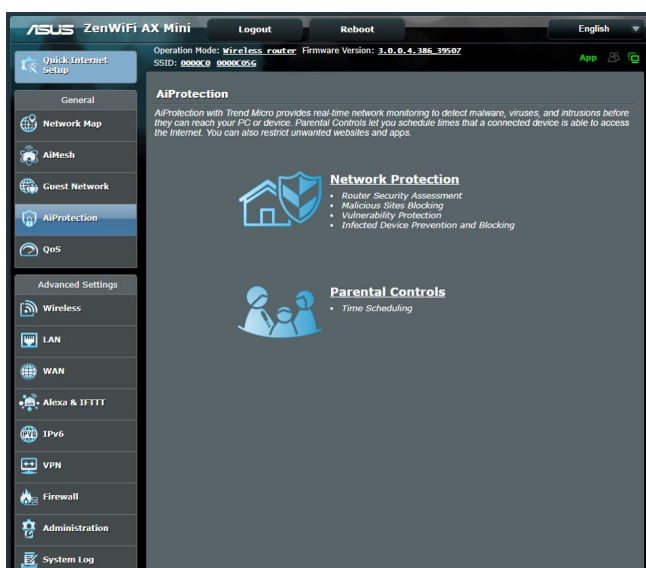 ASUS ZenWiFi AX Mini
Logout
Reboot
English
Operation Mode: Wireless router Firmware Version: 3.0.0.4.386_39507
SSID: 0000C0 0000C05G
App
Quick Internet
Setup
General
Network Map
AiMesh
Guest Network
AiProtection
QoS
Advanced Settings
Wireless
LAN
WAN
Alexa & IFTTT
IPv6
VPN
Firewall
Administration
System Log
AiProtection
AiProtection with Trend Micro provides real-time network monitoring to detect malware, viruses, and intrusions before
they can reach your PC or device. Parental Controls let you schedule times that a connected device is able to access
the Internet. You can also restrict unwanted websites and apps.
Network Protection
• Router Security Assessment
• Malicious Sites Blocking
• Vulnerability Protection
• Infected Device Prevention and Blocking
Parental Controls
• Time Scheduling